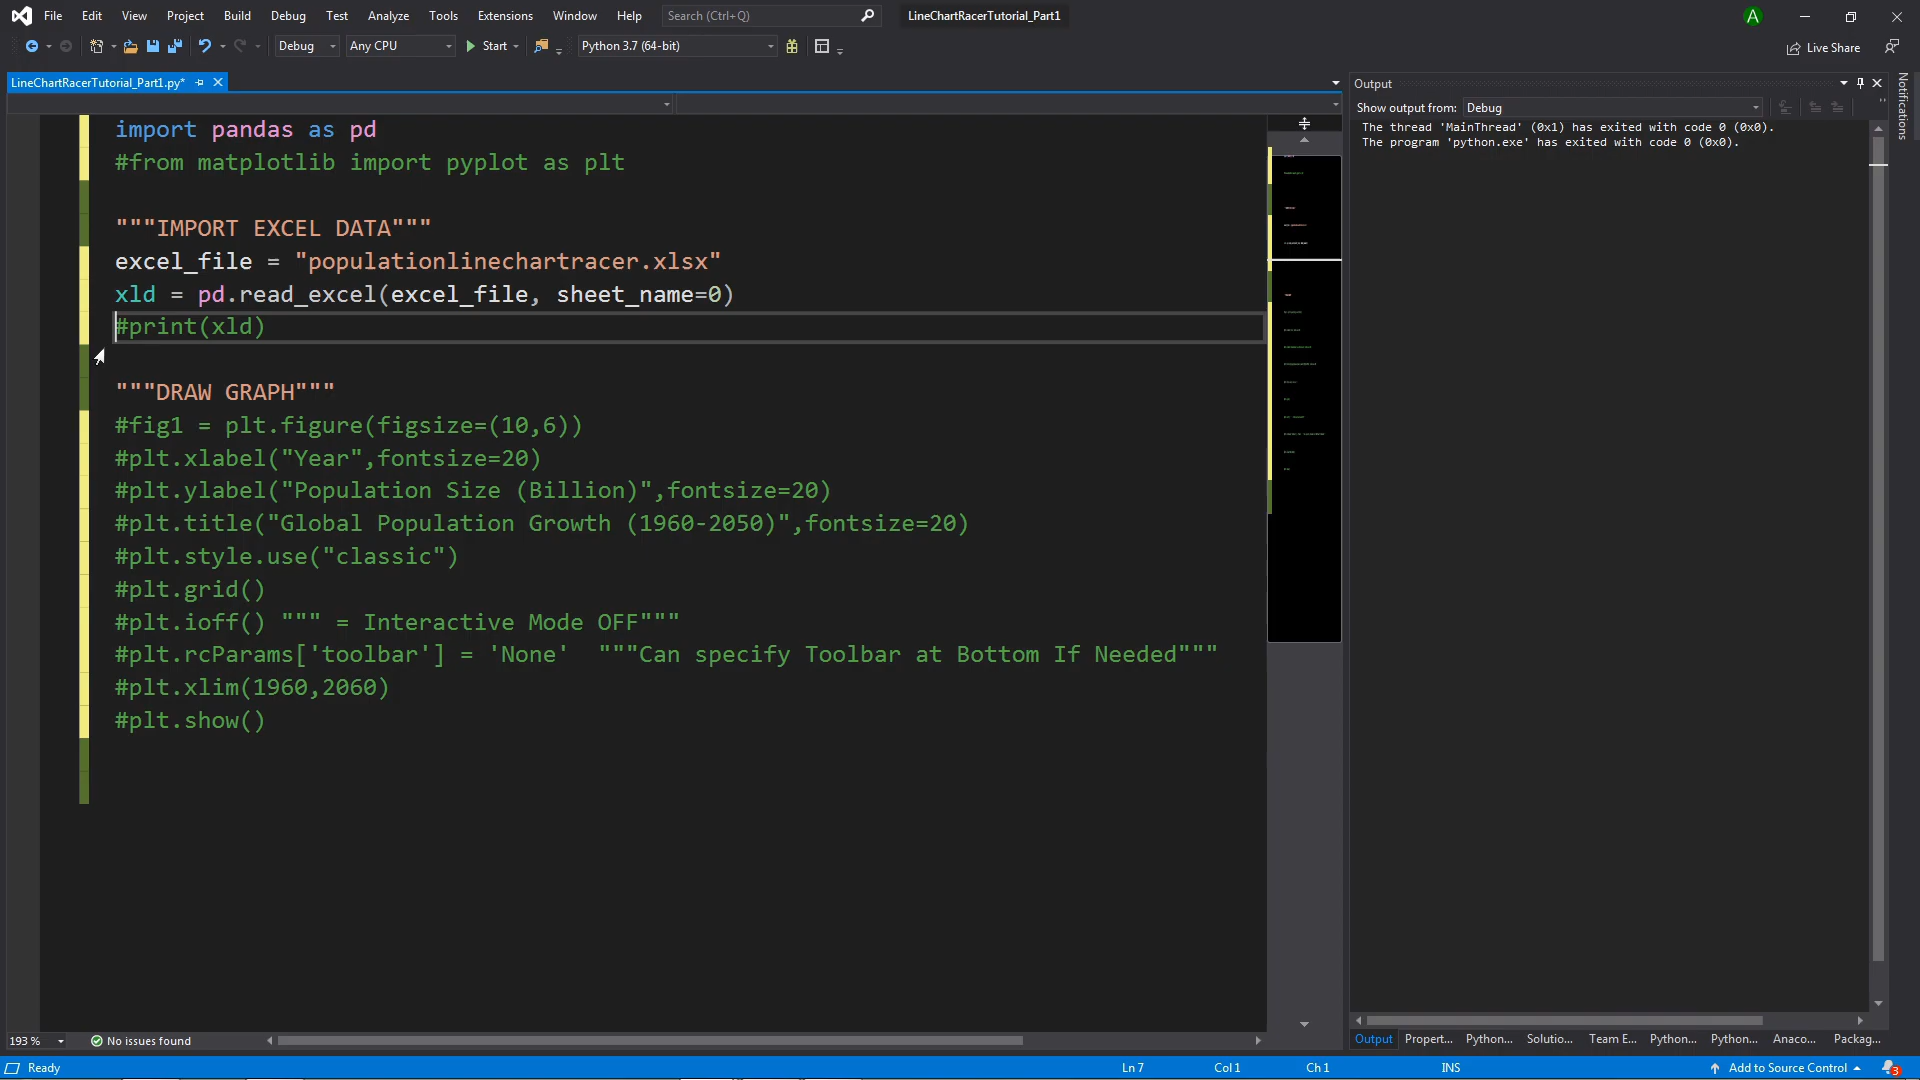 File Edit View Project Build Debug Test Analyze Tools Extensions Window Help Search (Ctrl+Q) LineChartRacerTutorial_Part1 A
Debug Any CPU Start Python 3.7 (64-bit) Live Share
LineChartRacerTutorial_Part1.py*
import pandas as pd
#from matplotlib import pyplot as plt
"""IMPORT EXCEL DATA"""
excel_file = "populationlinechartracer.xlsx"
xld = pd.read_excel(excel_file, sheet_name=0)
#print(xld)
"""DRAW GRAPH"""
#fig1 = plt.figure(figsize=(10,6))
#plt.xlabel("Year",fontsize=20)
#plt.ylabel("Population Size (Billion)",fontsize=20)
#plt.title("Global Population Growth (1960-2050)",fontsize=20)
#plt.style.use("classic")
#plt.grid()
#plt.ioff() """ = Interactive Mode OFF"""
#plt.rcParams['toolbar'] = 'None'  """Can specify Toolbar at Bottom If Needed"""
#plt.xlim(1960,2060)
#plt.show()
193 % No issues found
Output
Show output from: Debug
The thread 'MainThread' (0x1) has exited with code 0 (0x0).
The program 'python.exe' has exited with code 0 (0x0).
Notifications
Output Propert... Python... Solutio... Team E... Python... Python... Anaco... Packag...
Ready Ln 7 Col 1 Ch 1 INS Add to Source Control 3